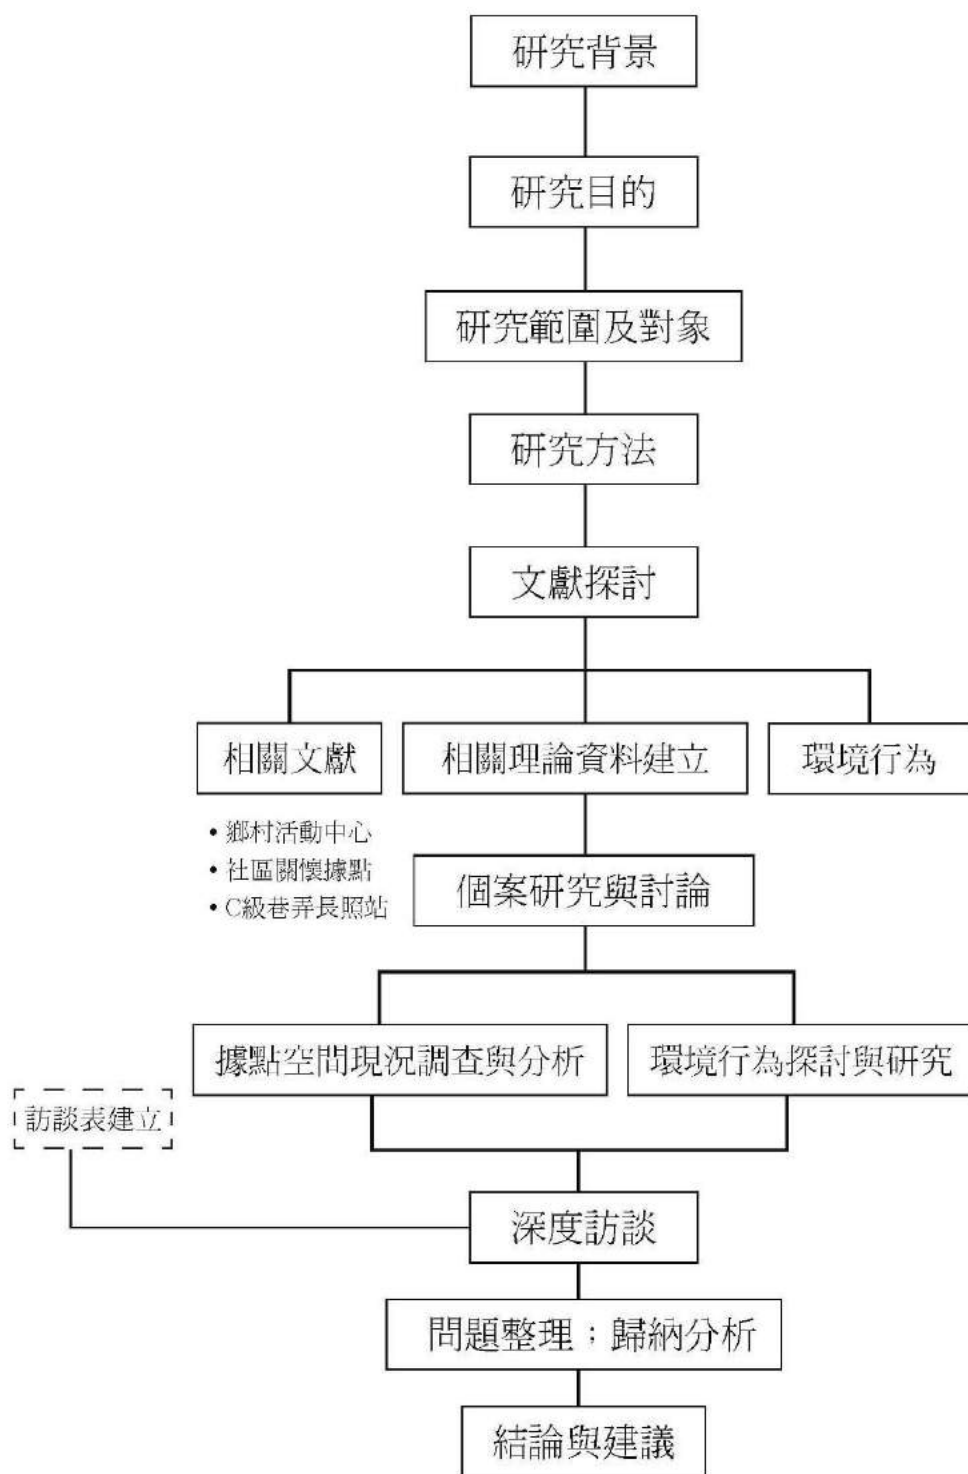 研究背景
研究目的
研究範圍及對象
研究方法
文獻探討
相關文獻
相關理論資料建立
環境行為
•鄉村活動中心
•社區關懷據點
•C級巷弄長照站
個案研究與討論
據點空間現況調查與分析
環境行為探討與研究
訪談表建立
深度訪談
問題整理；歸納分析
結論與建議